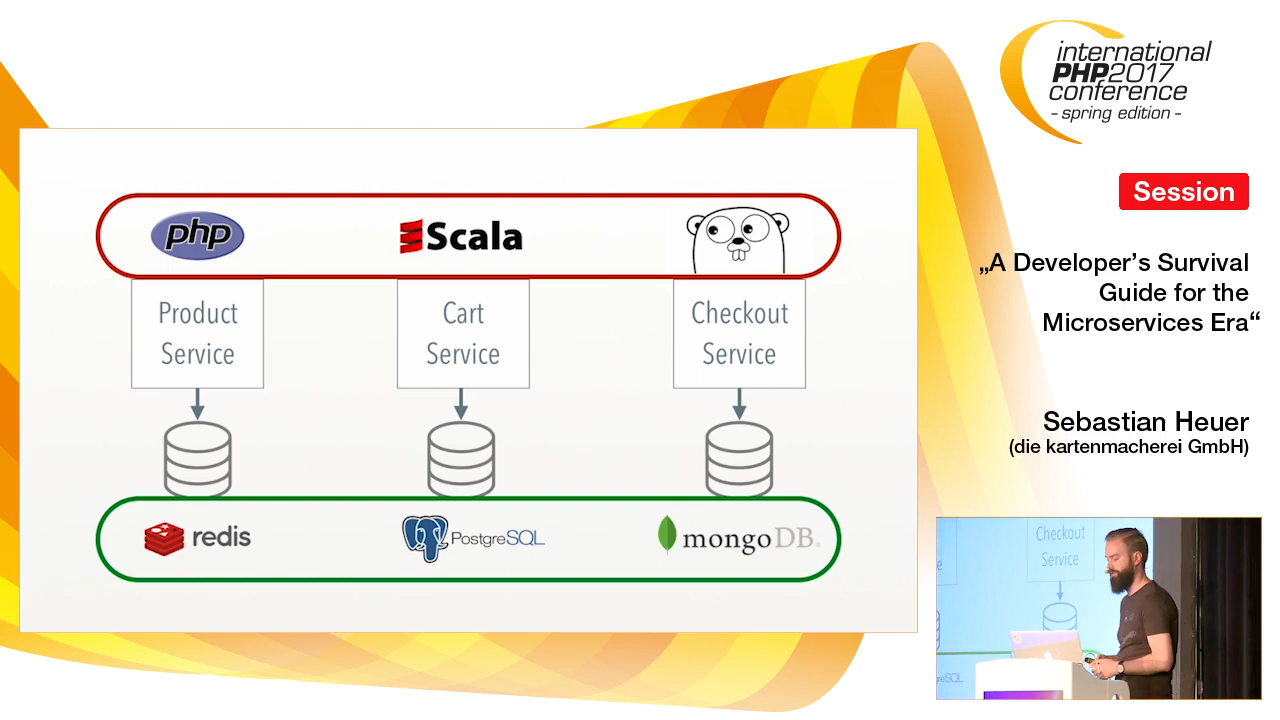 international
PHP2017
conference
- spring edition -
Session
„A Developer’s Survival
Guide for the
Microservices Era“
Sebastian Heuer
(die kartenmacherei GmbH)
php
Scala
Product
Service
Cart
Service
Checkout
Service
redis
PostgreSQL
mongoDB
Checkout
Service